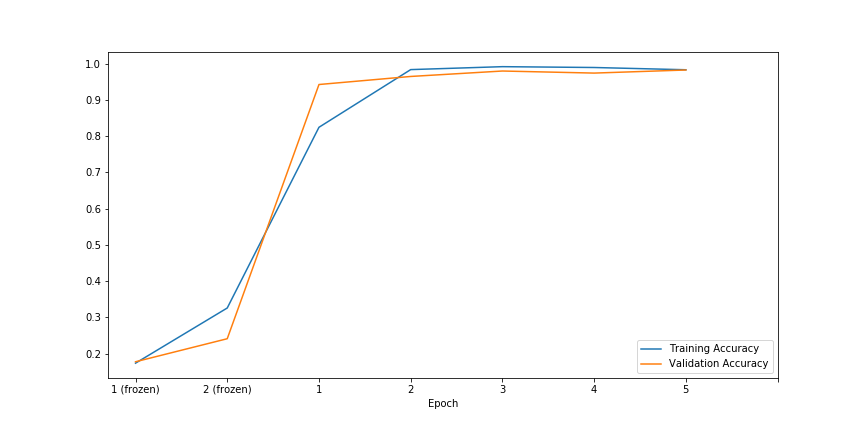 1.0
0.9
0.8
0.7
0.6
0.5
0.4
0.3
0.2
Training Accuracy
Validation Accuracy
1 (frozen) 2 (frozen) 1 2 3 4 5
Epoch